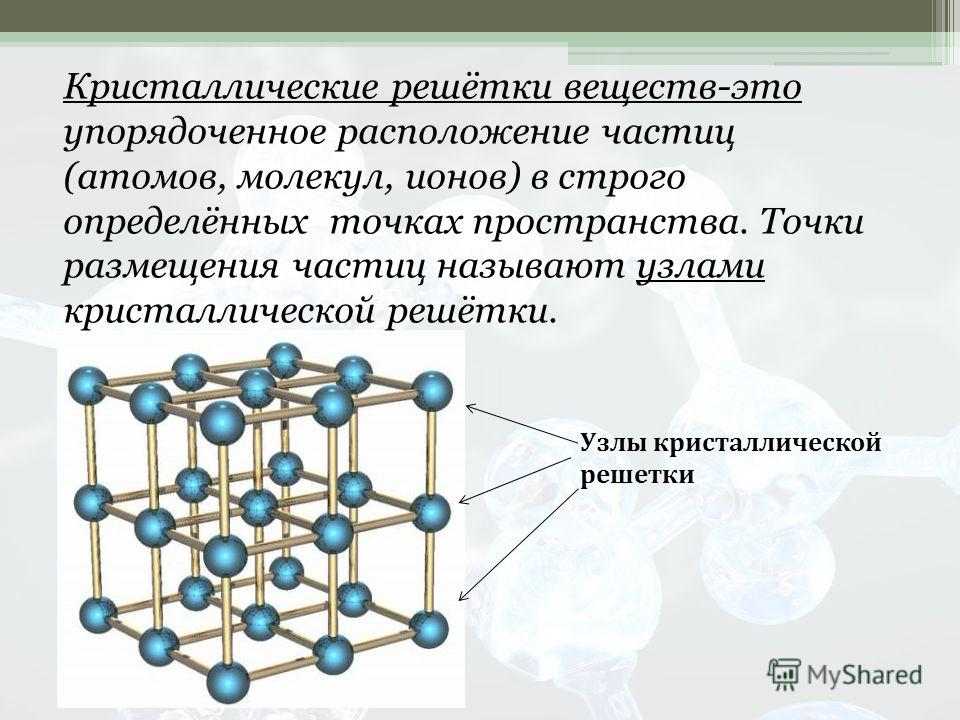 Кристаллические решётки веществ-это
упорядоченное расположение частиц
(атомов, молекул, ионов) в строго
определённых точках пространства. Точки
размещения частиц называют узлами
кристаллической решётки.
Узлы кристаллической
решетки
MyShared